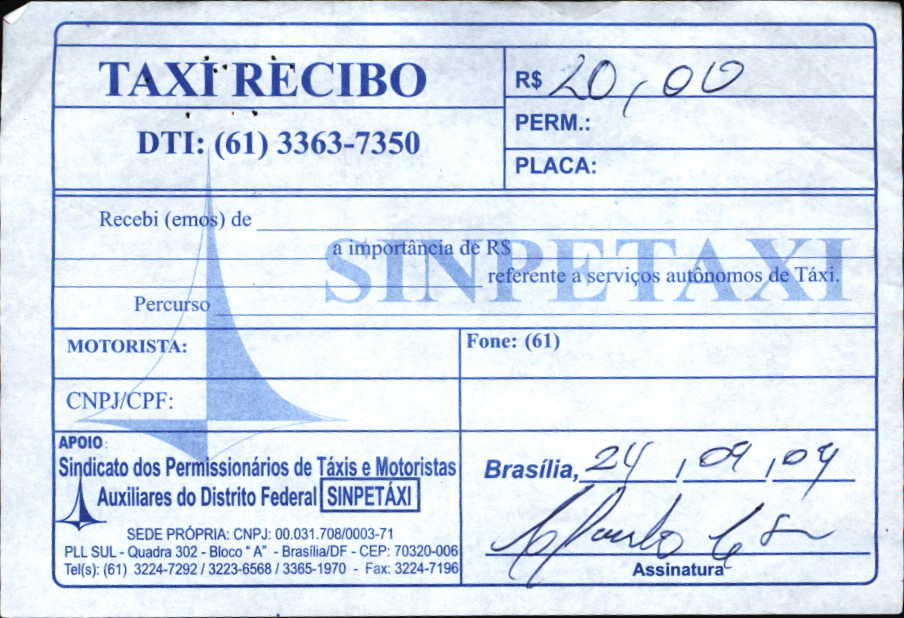 TAXI RECIBO
R$ 20,00
DTI: (61) 3363-7350
PERM.:
PLACA:
Recebi (emos) de
a importância de R$
SINPETAXI
referente a serviços autônomos de Táxi.
Percurso
MOTORISTA:
Fone: (61)
CNPJ/CPF:
APOIO:
Sindicato dos Permissionários de Táxis e Motoristas
Auxiliares do Distrito Federal SINPETÁXI
SEDE PRÓPRIA: CNPJ: 00.031.708/0003-71
PLL SUL - Quadra 302 - Bloco " A" - Brasília/DF - CEP: 70320-006
Tel(s): (61) 3224-7292 / 3223-6568 / 3365-1970 - Fax: 3224-7196
Brasília, 24 , 09 , 09
Assinatura